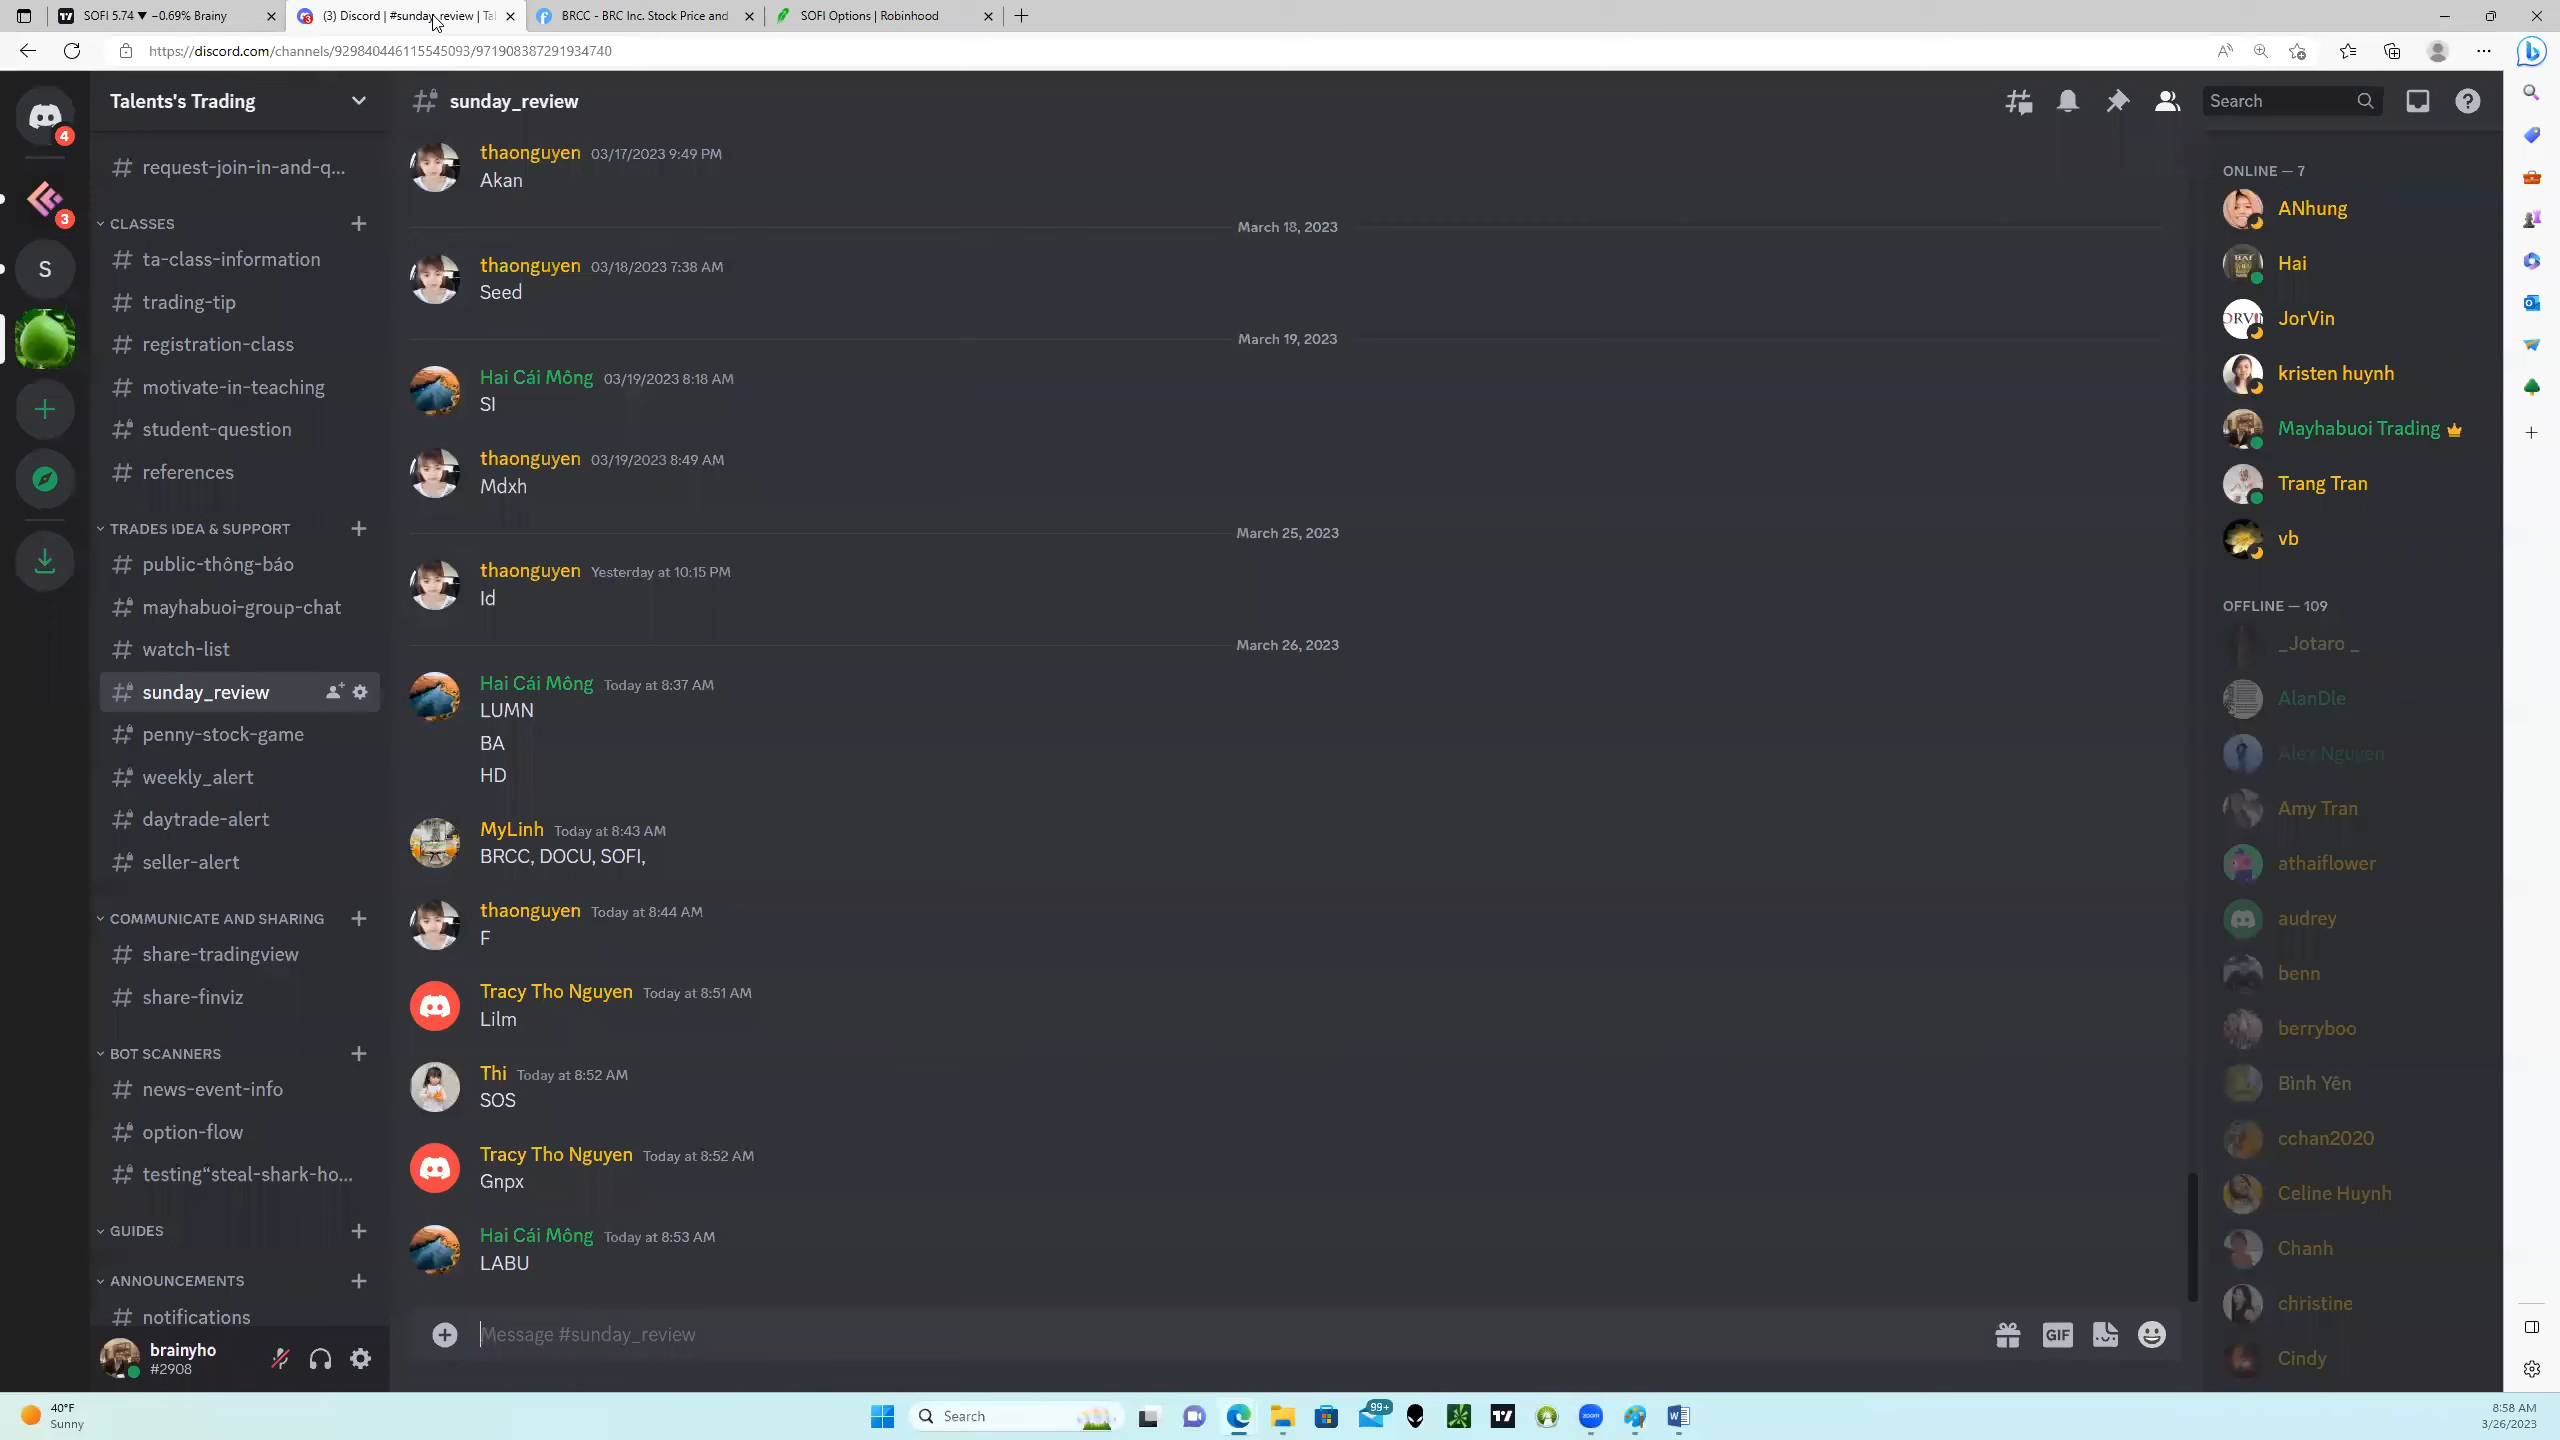 SOFI 5.74 ▼ −0.69% Brainy
(3) Discord | #sunday_review | Tal
BRCC - BRC Inc. Stock Price and
SOFI Options | Robinhood
https://discord.com/channels/929840446115545093/971908387291934740
Talents's Trading
sunday_review
Search
4
3
S
request-join-in-and-q...
CLASSES
ta-class-information
trading-tip
registration-class
motivate-in-teaching
student-question
references
TRADES IDEA & SUPPORT
public-thông-báo
mayhabuoi-group-chat
watch-list
sunday_review
penny-stock-game
weekly_alert
daytrade-alert
seller-alert
COMMUNICATE AND SHARING
share-tradingview
share-finviz
BOT SCANNERS
news-event-info
option-flow
testing“steal-shark-ho...
GUIDES
ANNOUNCEMENTS
notifications
brainyho
#2908
thaonguyen 03/17/2023 9:49 PM
Akan
March 18, 2023
thaonguyen 03/18/2023 7:38 AM
Seed
March 19, 2023
Hai Cái Mông 03/19/2023 8:18 AM
SI
thaonguyen 03/19/2023 8:49 AM
Mdxh
March 25, 2023
thaonguyen Yesterday at 10:15 PM
Id
March 26, 2023
Hai Cái Mông Today at 8:37 AM
LUMN
BA
HD
MyLinh Today at 8:43 AM
BRCC, DOCU, SOFI,
thaonguyen Today at 8:44 AM
F
Tracy Tho Nguyen Today at 8:51 AM
Lilm
Thi Today at 8:52 AM
SOS
Tracy Tho Nguyen Today at 8:52 AM
Gnpx
Hai Cái Mông Today at 8:53 AM
LABU
Message #sunday_review
GIF
ONLINE — 7
ANhung
Hai
JorVin
kristen huynh
Mayhabuoi Trading
Trang Tran
vb
OFFLINE — 109
_Jotaro _
AlanDle
Alex Nguyen
Amy Tran
athaiflower
audrey
benn
berryboo
Bình Yên
cchan2020
Celine Huynh
Chanh
christine
Cindy
40°F
Sunny
Search
99+
zoom
8:58 AM
3/26/2023